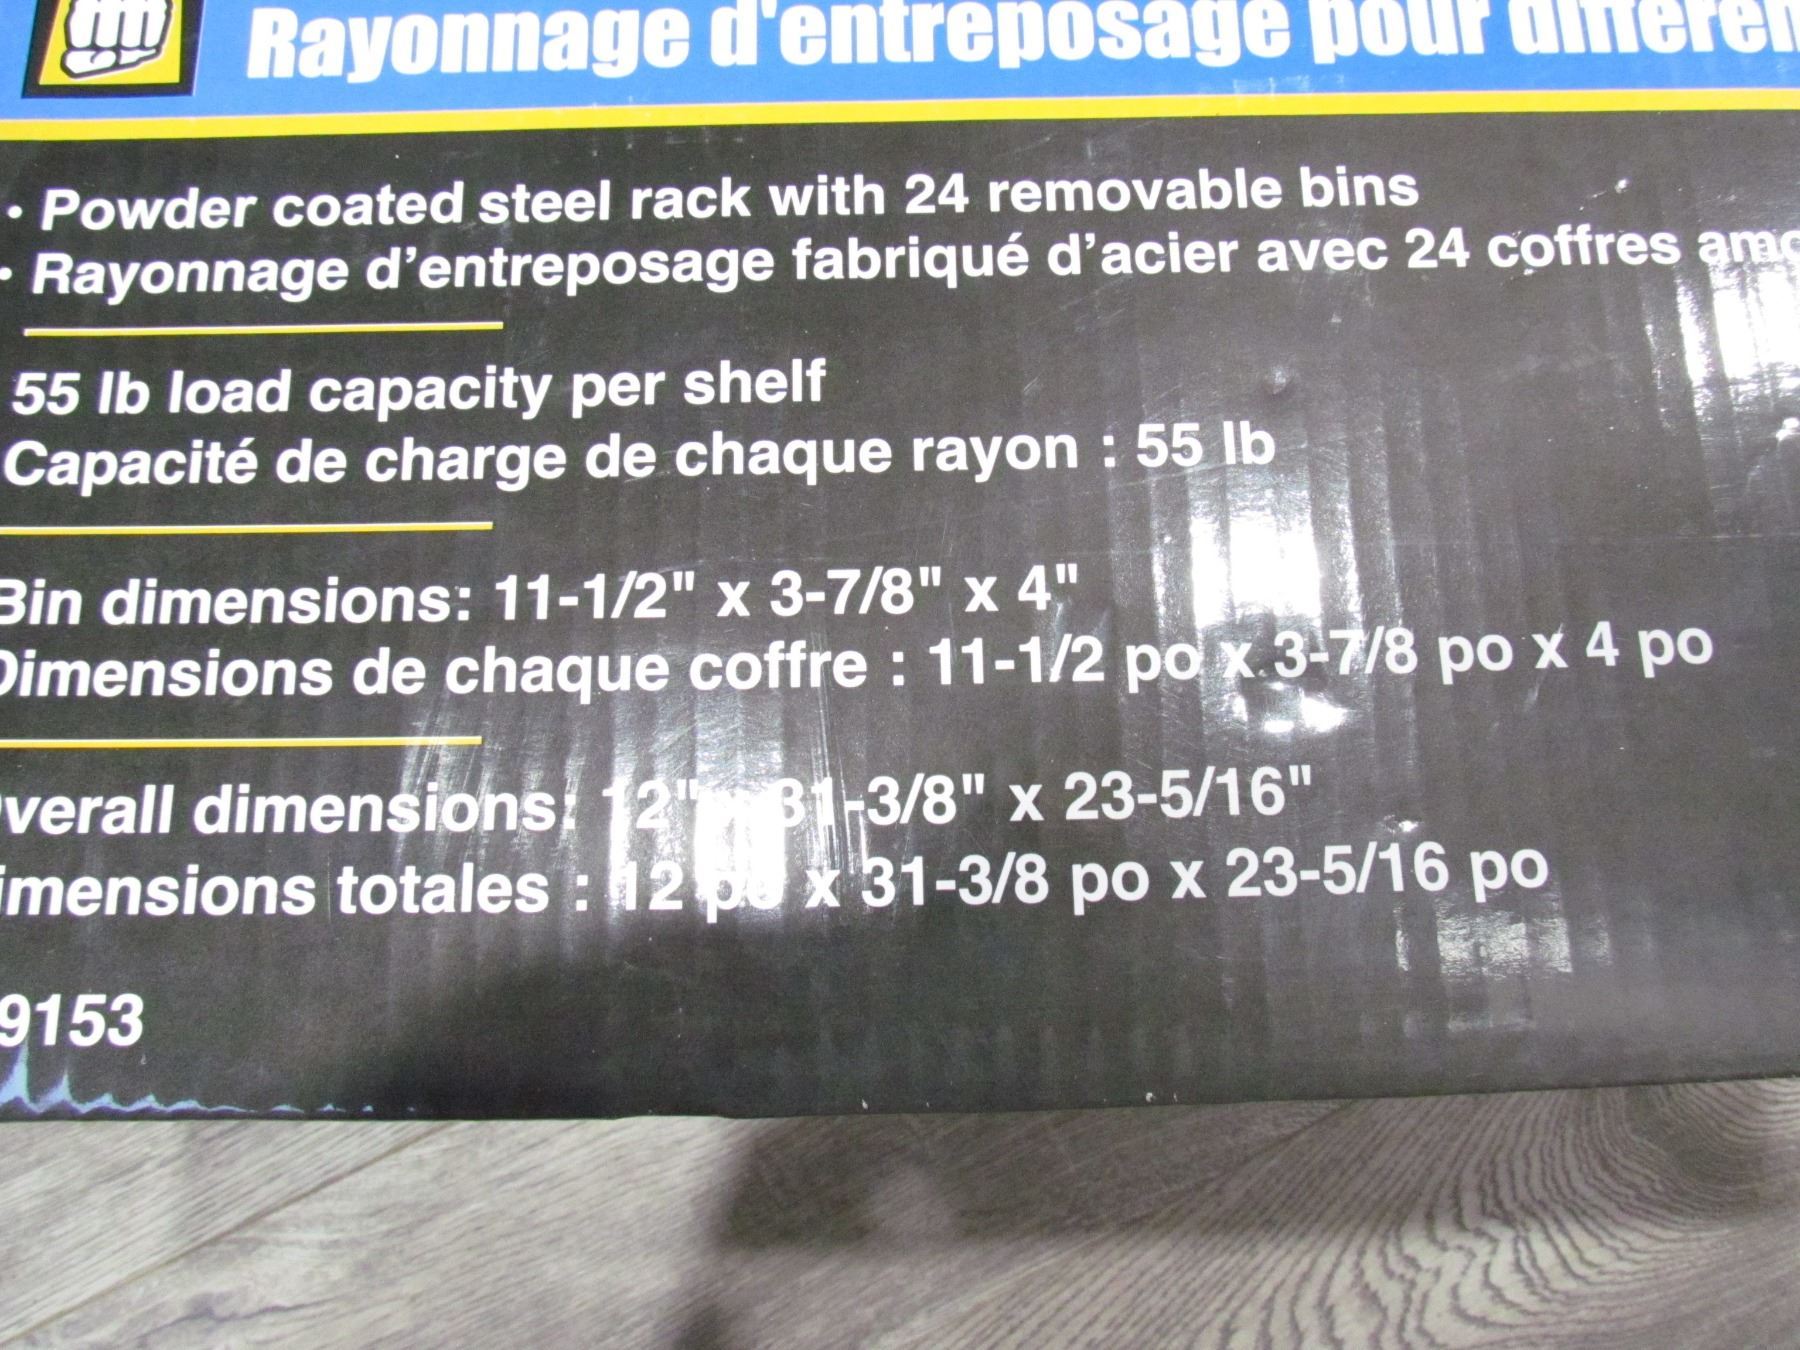 Rayonnage d'entreposage pour différen
• Powder coated steel rack with 24 removable bins
• Rayonnage d'entreposage fabriqué d'acier avec 24 coffres amo
55 lb load capacity per shelf
Capacité de charge de chaque rayon : 55 lb
Bin dimensions: 11-1/2" x 3-7/8" x 4"
Dimensions de chaque coffre : 11-1/2 po x 3-7/8 po x 4 po
verall dimensions: 12" x 31-3/8" x 23-5/16"
imensions totales : 12 po x 31-3/8 po x 23-5/16 po
9153